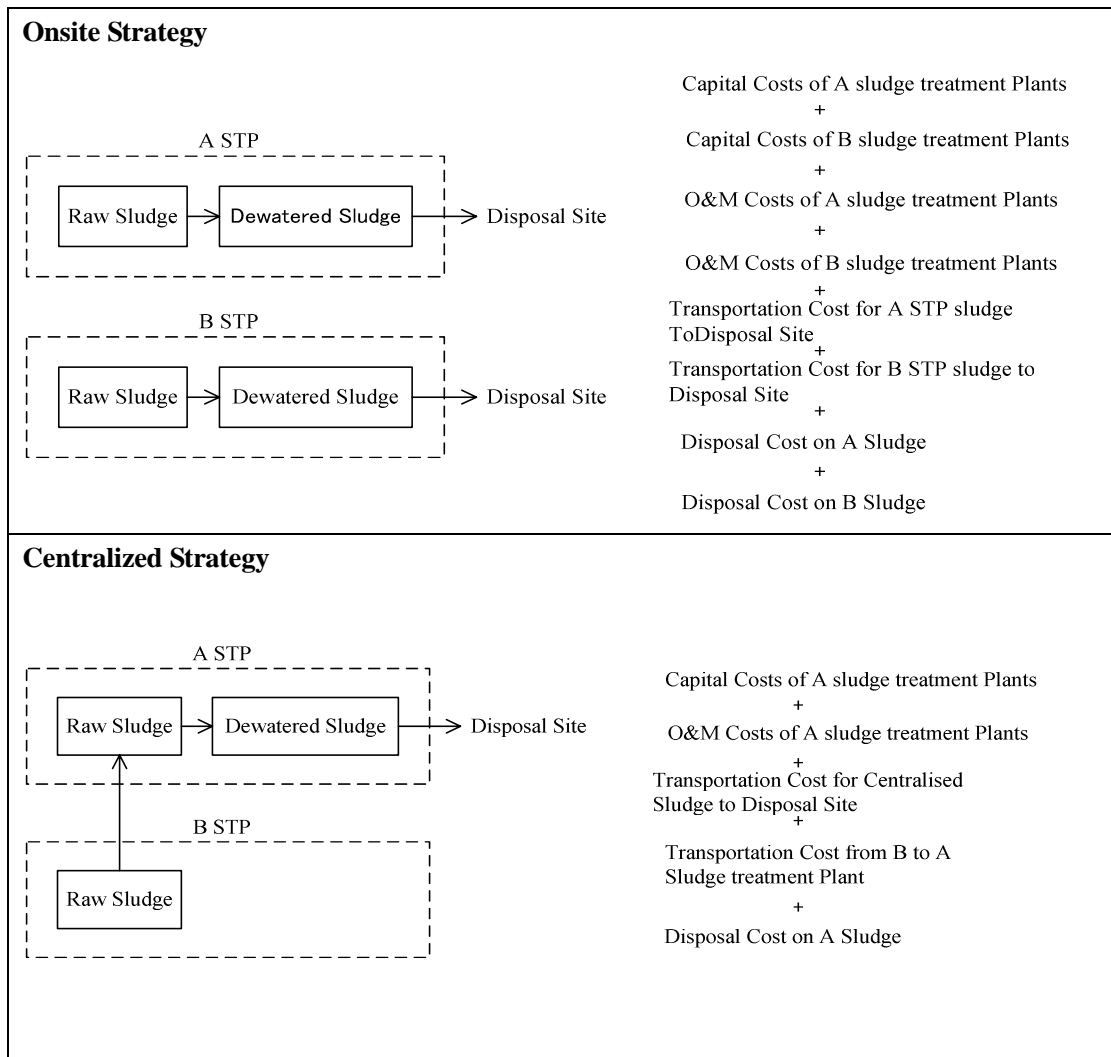 Onsite Strategy
A STP
Raw Sludge
Dewatered Sludge
Disposal Site
B STP
Raw Sludge
Dewatered Sludge
Disposal Site
Capital Costs of A sludge treatment Plants
+
Capital Costs of B sludge treatment Plants
+
O&M Costs of A sludge treatment Plants
+
O&M Costs of B sludge treatment Plants
+
Transportation Cost for A STP sludge
ToDisposal Site
+
Transportation Cost for B STP sludge to
Disposal Site
+
Disposal Cost on A Sludge
+
Disposal Cost on B Sludge
Centralized Strategy
A STP
Raw Sludge
Dewatered Sludge
Disposal Site
B STP
Raw Sludge
Capital Costs of A sludge treatment Plants
+
O&M Costs of A sludge treatment Plants
+
Transportation Cost for Centralised
Sludge to Disposal Site
+
Transportation Cost from B to A
Sludge treatment Plant
+
Disposal Cost on A Sludge